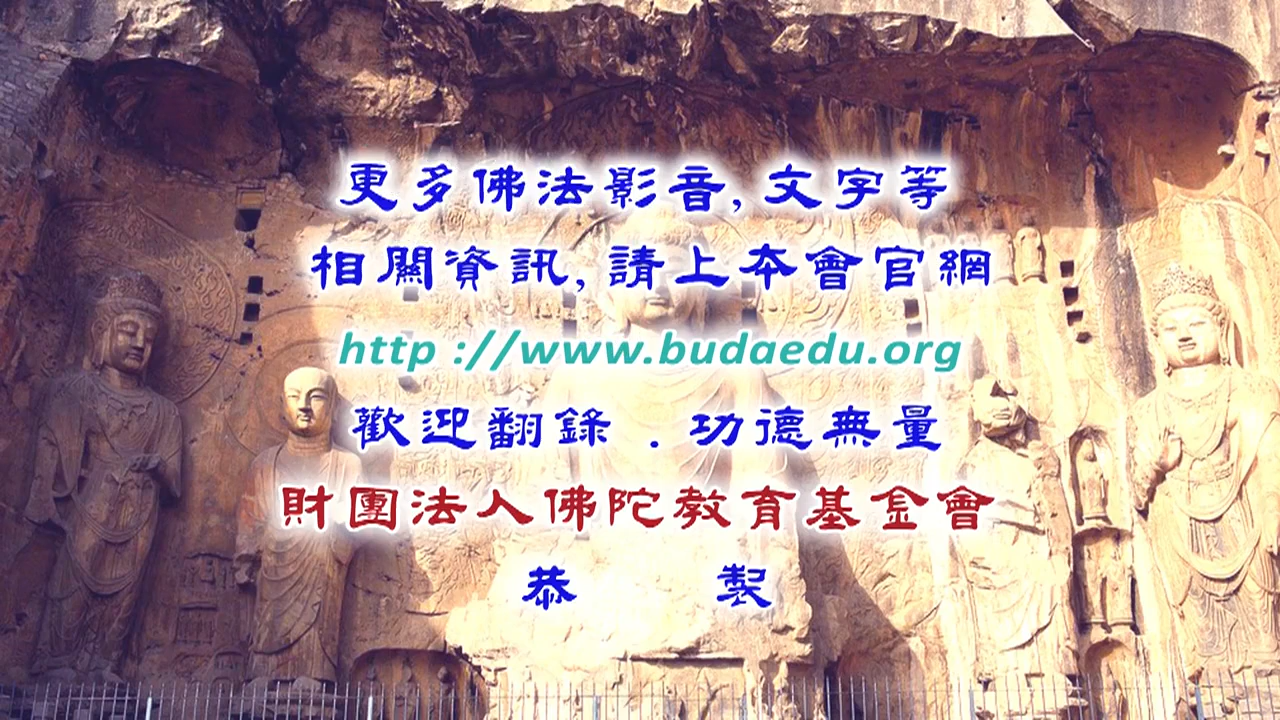 更多佛法影音,文字等
相關資訊,請上本會官網
http ://www.budaedu.org
歡迎翻錄 . 功德無量
財團法人佛陀教育基金會
恭 製